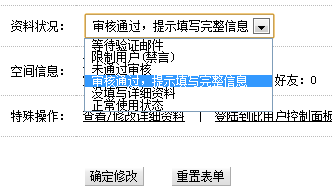 资料状况： 审核通过，提示填写完整信息
等待验证邮件
限制用户(禁言)
未通过审核
审核通过，提示填写完整信息
没填写详细资料
正常使用状态
空间信息： 好友：0
特殊操作： 查看/修改详细资料 | 登陆到此用户控制面板
确定修改 重置表单